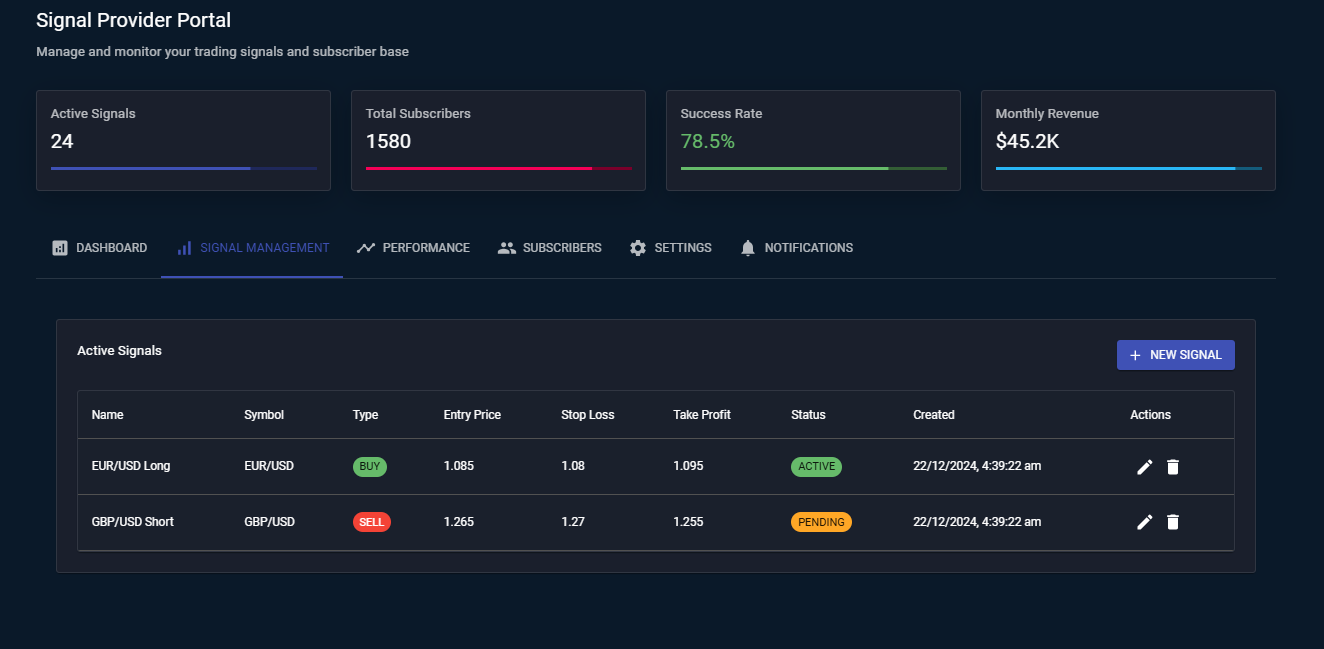 Signal Provider Portal
Manage and monitor your trading signals and subscriber base
Active Signals
24
Total Subscribers
1580
Success Rate
78.5%
Monthly Revenue
$45.2K
DASHBOARD SIGNAL MANAGEMENT PERFORMANCE SUBSCRIBERS SETTINGS NOTIFICATIONS
Active Signals
+ NEW SIGNAL
Name Symbol Type Entry Price Stop Loss Take Profit Status Created Actions
EUR/USD Long EUR/USD BUY 1.085 1.08 1.095 ACTIVE 22/12/2024, 4:39:22 am
GBP/USD Short GBP/USD SELL 1.265 1.27 1.255 PENDING 22/12/2024, 4:39:22 am